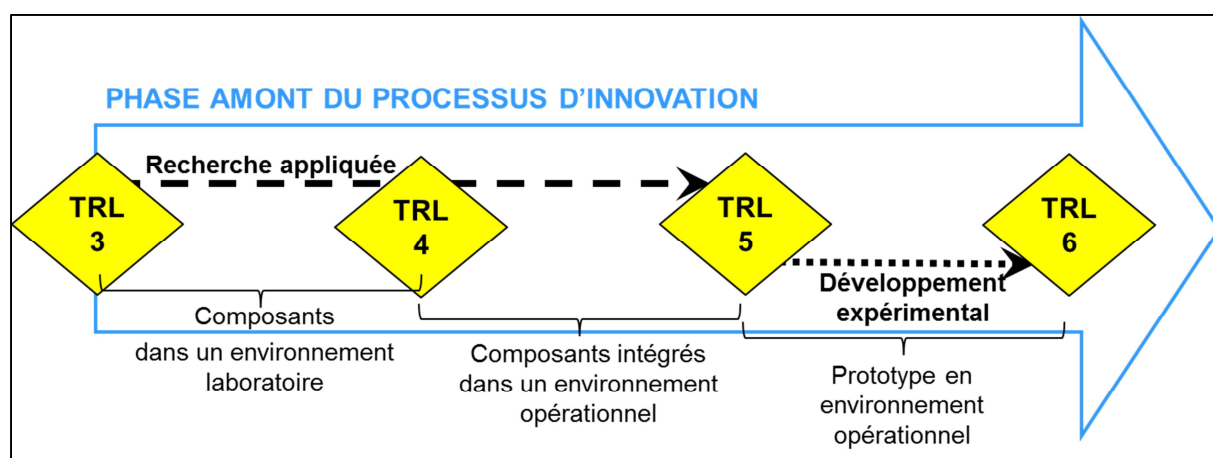 PHASE AMONT DU PROCESSUS D’INNOVATION
Recherche appliquée
TRL
3
TRL
4
TRL
5
TRL
6
Développement
expérimental
Composants
dans un environnement
laboratoire
Composants intégrés
dans un environnement
opérationnel
Prototype en
environnement
opérationnel